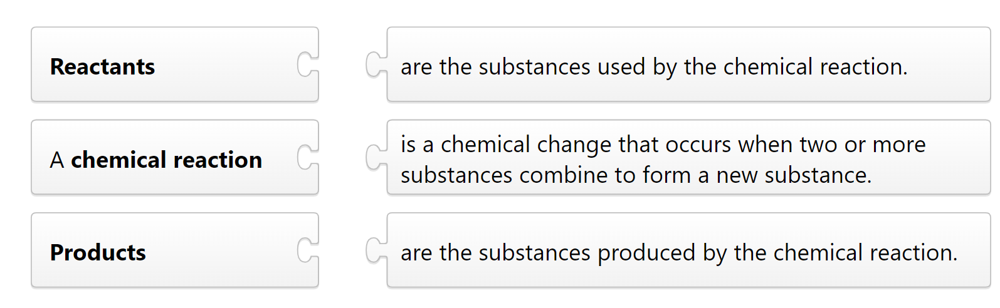 Reactants
are the substances used by the chemical reaction.
A chemical reaction
is a chemical change that occurs when two or more
substances combine to form a new substance.
Products
are the substances produced by the chemical reaction.